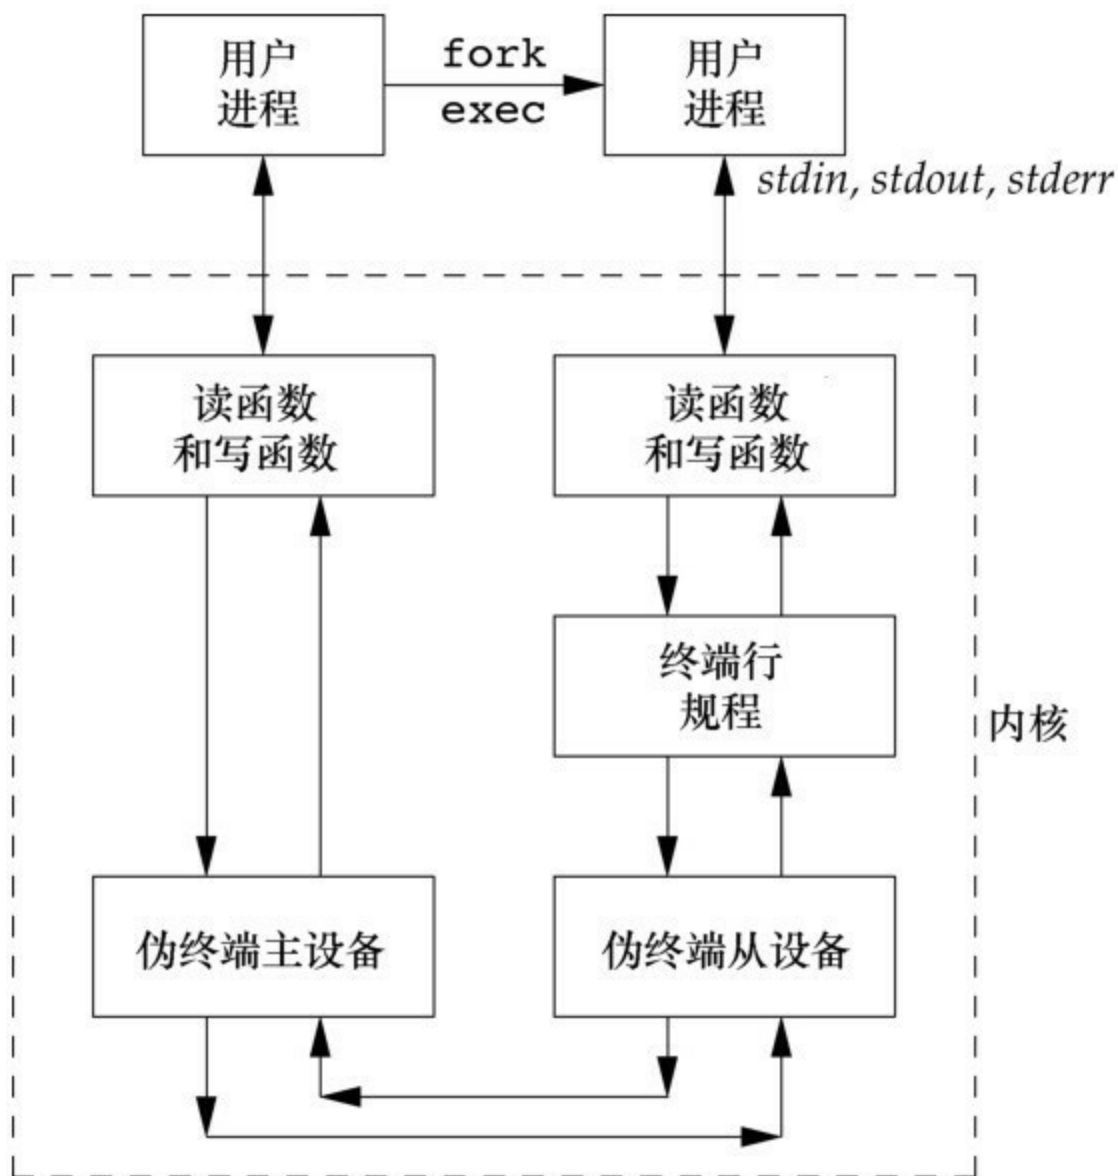 用户
进程
fork
exec
用户
进程
stdin, stdout, stderr
读函数
和写函数
读函数
和写函数
终端行
规程
内核
伪终端主设备
伪终端从设备